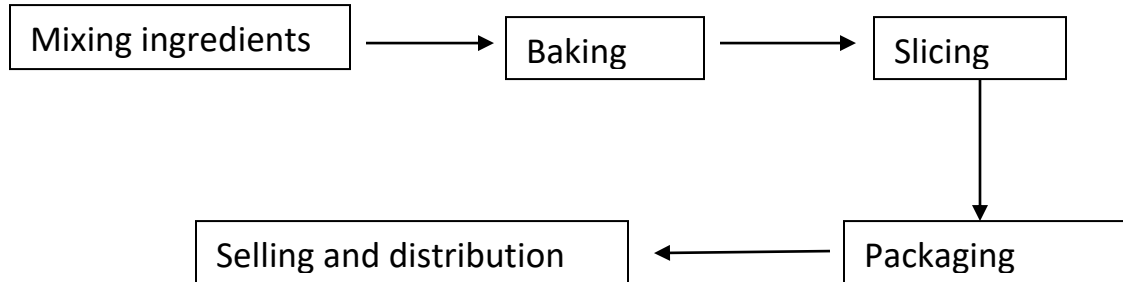 Mixing ingredients
Baking
Slicing
Packaging
Selling and distribution